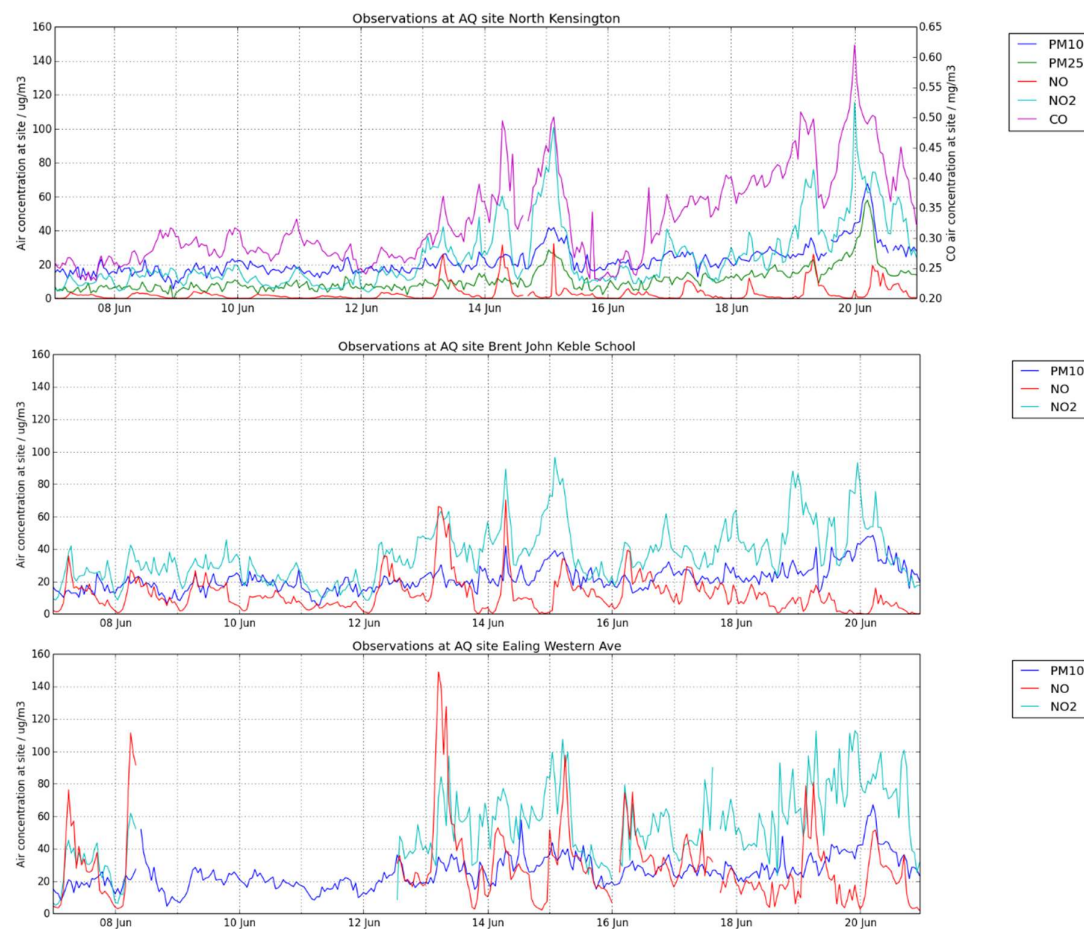 Observations at AQ site North Kensington
160
140
120
100
80
60
40
20
0
Air concentration at site / ug/m3
0.65
0.60
0.55
0.50
0.45
0.40
0.35
0.30
0.25
0.20
CO air concentration at site / mg/m3
08 Jun 10 Jun 12 Jun 14 Jun 16 Jun 18 Jun 20 Jun
PM10
PM25
NO
NO2
CO
Observations at AQ site Brent John Keble School
160
140
120
100
80
60
40
20
0
Air concentration at site / ug/m3
08 Jun 10 Jun 12 Jun 14 Jun 16 Jun 18 Jun 20 Jun
PM10
NO
NO2
Observations at AQ site Ealing Western Ave
160
140
120
100
80
60
40
20
0
Air concentration at site / ug/m3
08 Jun 10 Jun 12 Jun 14 Jun 16 Jun 18 Jun 20 Jun
PM10
NO
NO2